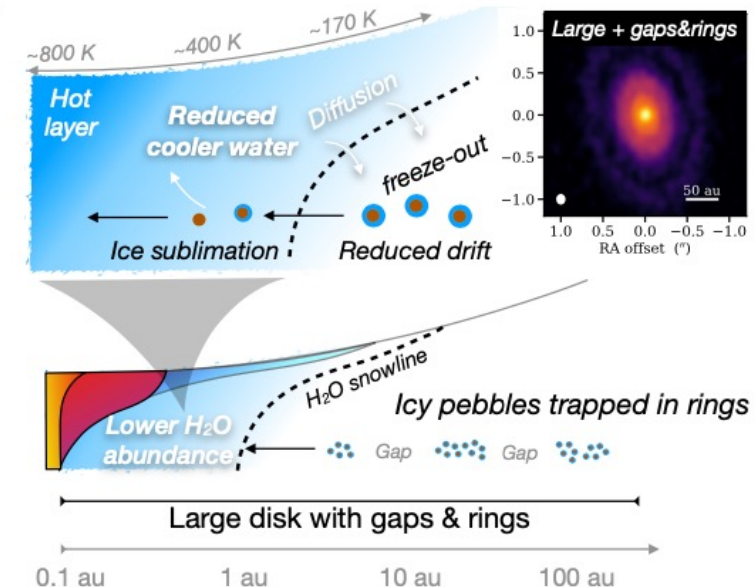 ~800 K
~400 K
~170 K
Hot
layer
Reduced
cooler water
Diffusion
freeze-out
Ice sublimation
Reduced drift
Large + gaps&rings
1.0
0.5
0.0
−0.5
−1.0
50 au
1.0 0.5 0.0 −0.5 −1.0
RA offset (″)
H₂O snowline
Lower H₂O
abundance
Icy pebbles trapped in rings
Gap
Gap
Large disk with gaps & rings
0.1 au 1 au 10 au 100 au